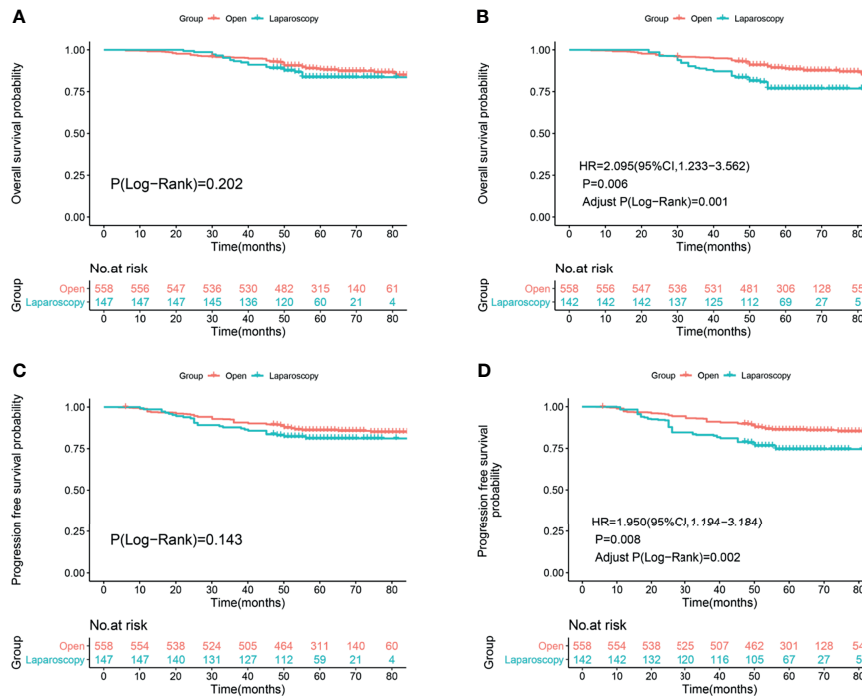 A
Group Open Laparoscopy
Overall survival probability
1.00
0.75
0.50
0.25
0.00
P(Log−Rank)=0.202
0 10 20 30 40 50 60 70 80
Time(months)
No.at risk
Group
Open 558 556 547 536 530 482 315 140 61
Laparoscopy 147 147 147 145 136 120 60 21 4
0 10 20 30 40 50 60 70 80
Time(months)
B
Group Open Laparoscopy
Overall survival probability
1.00
0.75
0.50
0.25
0.00
HR=2.095(95%CI,1.233−3.562)
P=0.006
Adjust P(Log−Rank)=0.001
0 10 20 30 40 50 60 70 80
Time(months)
No.at risk
Group
Open 558 556 547 536 531 481 306 128 55
Laparoscopy 142 142 142 137 125 112 69 27 5
0 10 20 30 40 50 60 70 80
Time(months)
C
Group Open Laparoscopy
Progression free survival probability
1.00
0.75
0.50
0.25
0.00
P(Log−Rank)=0.143
0 10 20 30 40 50 60 70 80
Time(months)
No.at risk
Group
Open 558 554 538 524 505 464 311 140 60
Laparoscopy 147 147 140 131 127 112 59 21 4
0 10 20 30 40 50 60 70 80
Time(months)
D
Group Open Laparoscopy
Progression free survival
probability
1.00
0.75
0.50
0.25
0.00
HR=1.950(95%CI,1.194−3.184)
P=0.008
Adjust P(Log−Rank)=0.002
0 10 20 30 40 50 60 70 80
Time(months)
No.at risk
Group
Open 558 554 538 525 507 462 301 128 54
Laparoscopy 142 142 132 120 116 105 67 27 5
0 10 20 30 40 50 60 70 80
Time(months)